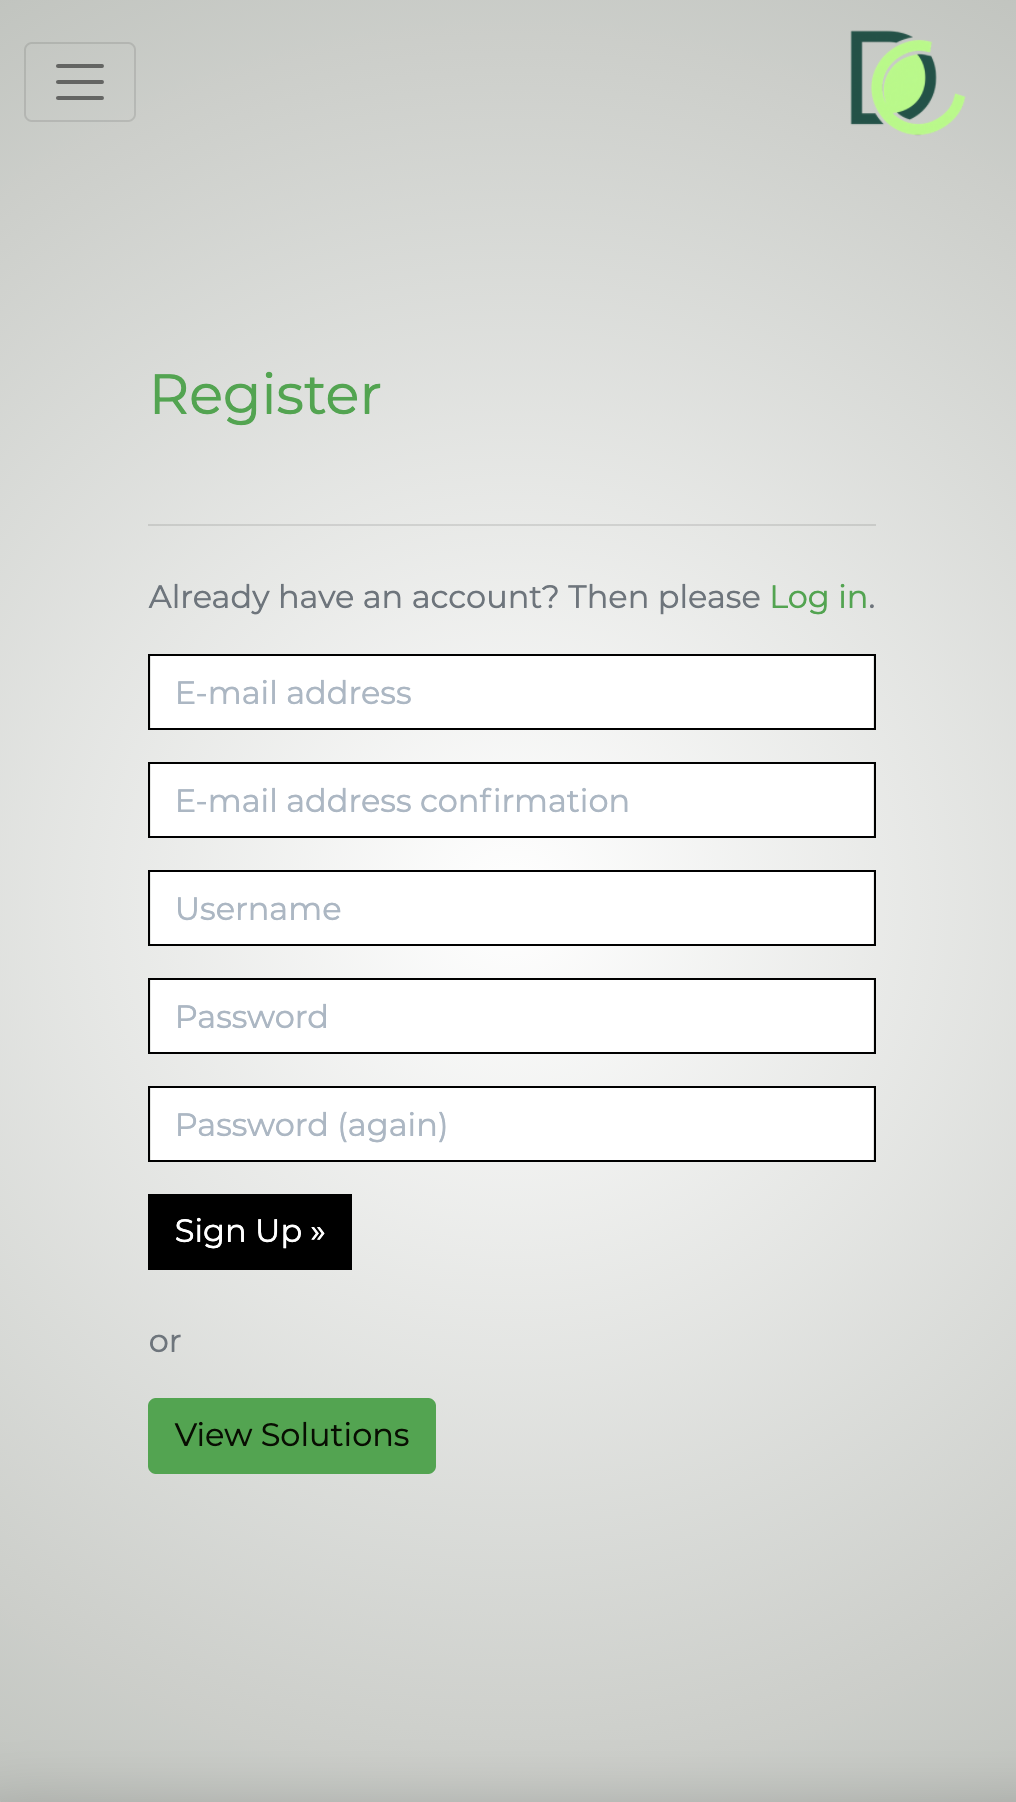 Register
Already have an account? Then please Log in.
E-mail address
E-mail address confirmation
Username
Password
Password (again)
Sign Up »
or
View Solutions